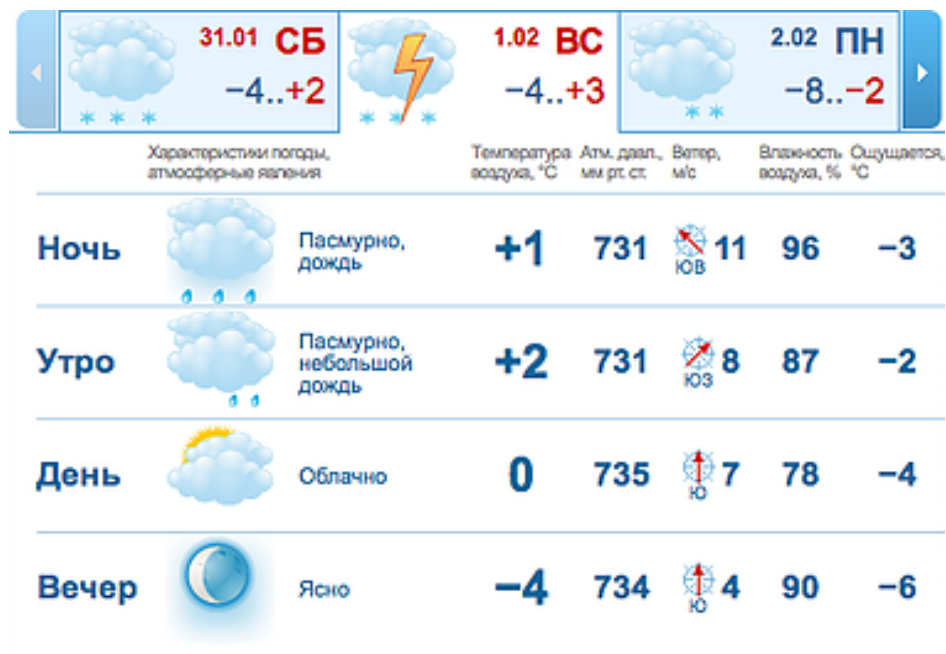 31.01 СБ 1.02 ВС 2.02 ПН
−4..+2 −4..+3 −8..−2
Характеристики погоды, Температура Атм. давл., Ветер, Влажность Ощущается,
атмосферные явления воздуха, °C мм рт. ст. м/с воздуха, % °C
Ночь Пасмурно, дождь +1 731 ЮВ 11 96 −3
Утро Пасмурно, небольшой дождь +2 731 ЮЗ 8 87 −2
День Облачно 0 735 Ю 7 78 −4
Вечер Ясно −4 734 Ю 4 90 −6